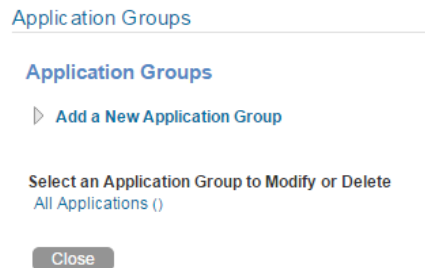 Application Groups
Application Groups
Add a New Application Group
Select an Application Group to Modify or Delete
All Applications ()
Close